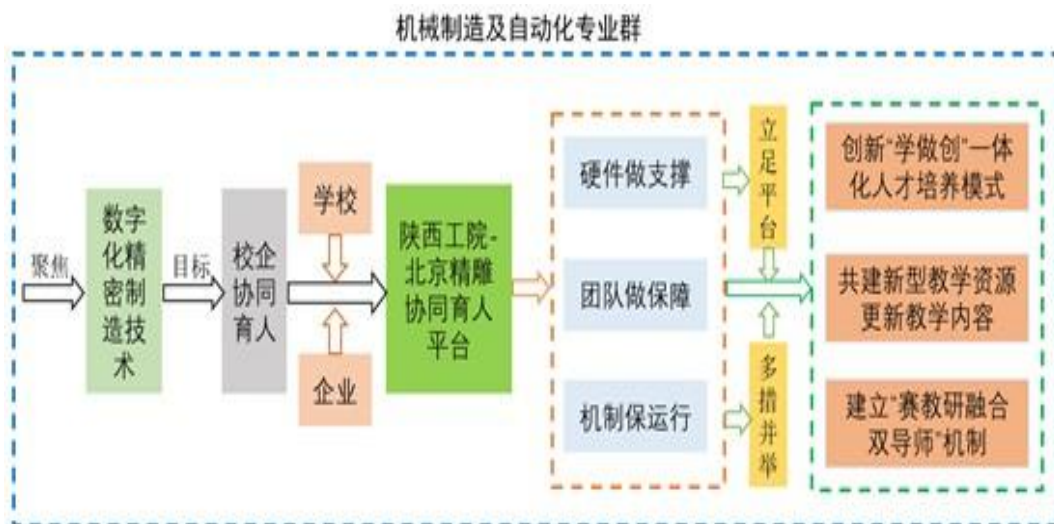 机械制造及自动化专业群
聚焦
数字
化精
密制
造技
术
目标
校企
协同
育人
学校
企业
陕西工院-
北京精雕
协同育人
平台
硬件做支撑
团队做保障
机制保运行
立
足
平
台
多
措
并
举
创新“学做创”一体
化人才培养模式
共建新型教学资源
更新教学内容
建立“赛教研融合
双导师”机制